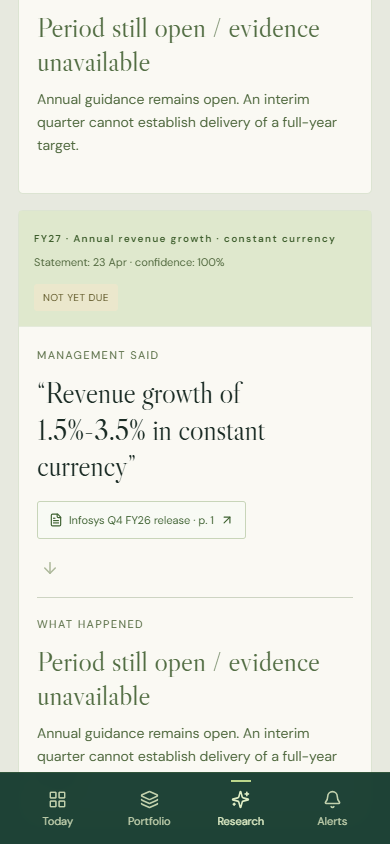 Period still open / evidence
unavailable
Annual guidance remains open. An interim
quarter cannot establish delivery of a full-year
target.
FY27 · Annual revenue growth · constant currency
Statement: 23 Apr · confidence: 100%
NOT YET DUE
MANAGEMENT SAID
“Revenue growth of
1.5%-3.5% in constant
currency”
Infosys Q4 FY26 release · p. 1
WHAT HAPPENED
Period still open / evidence
unavailable
Annual guidance remains open. An interim
quarter cannot establish delivery of a full-year
Today
Portfolio
Research
Alerts